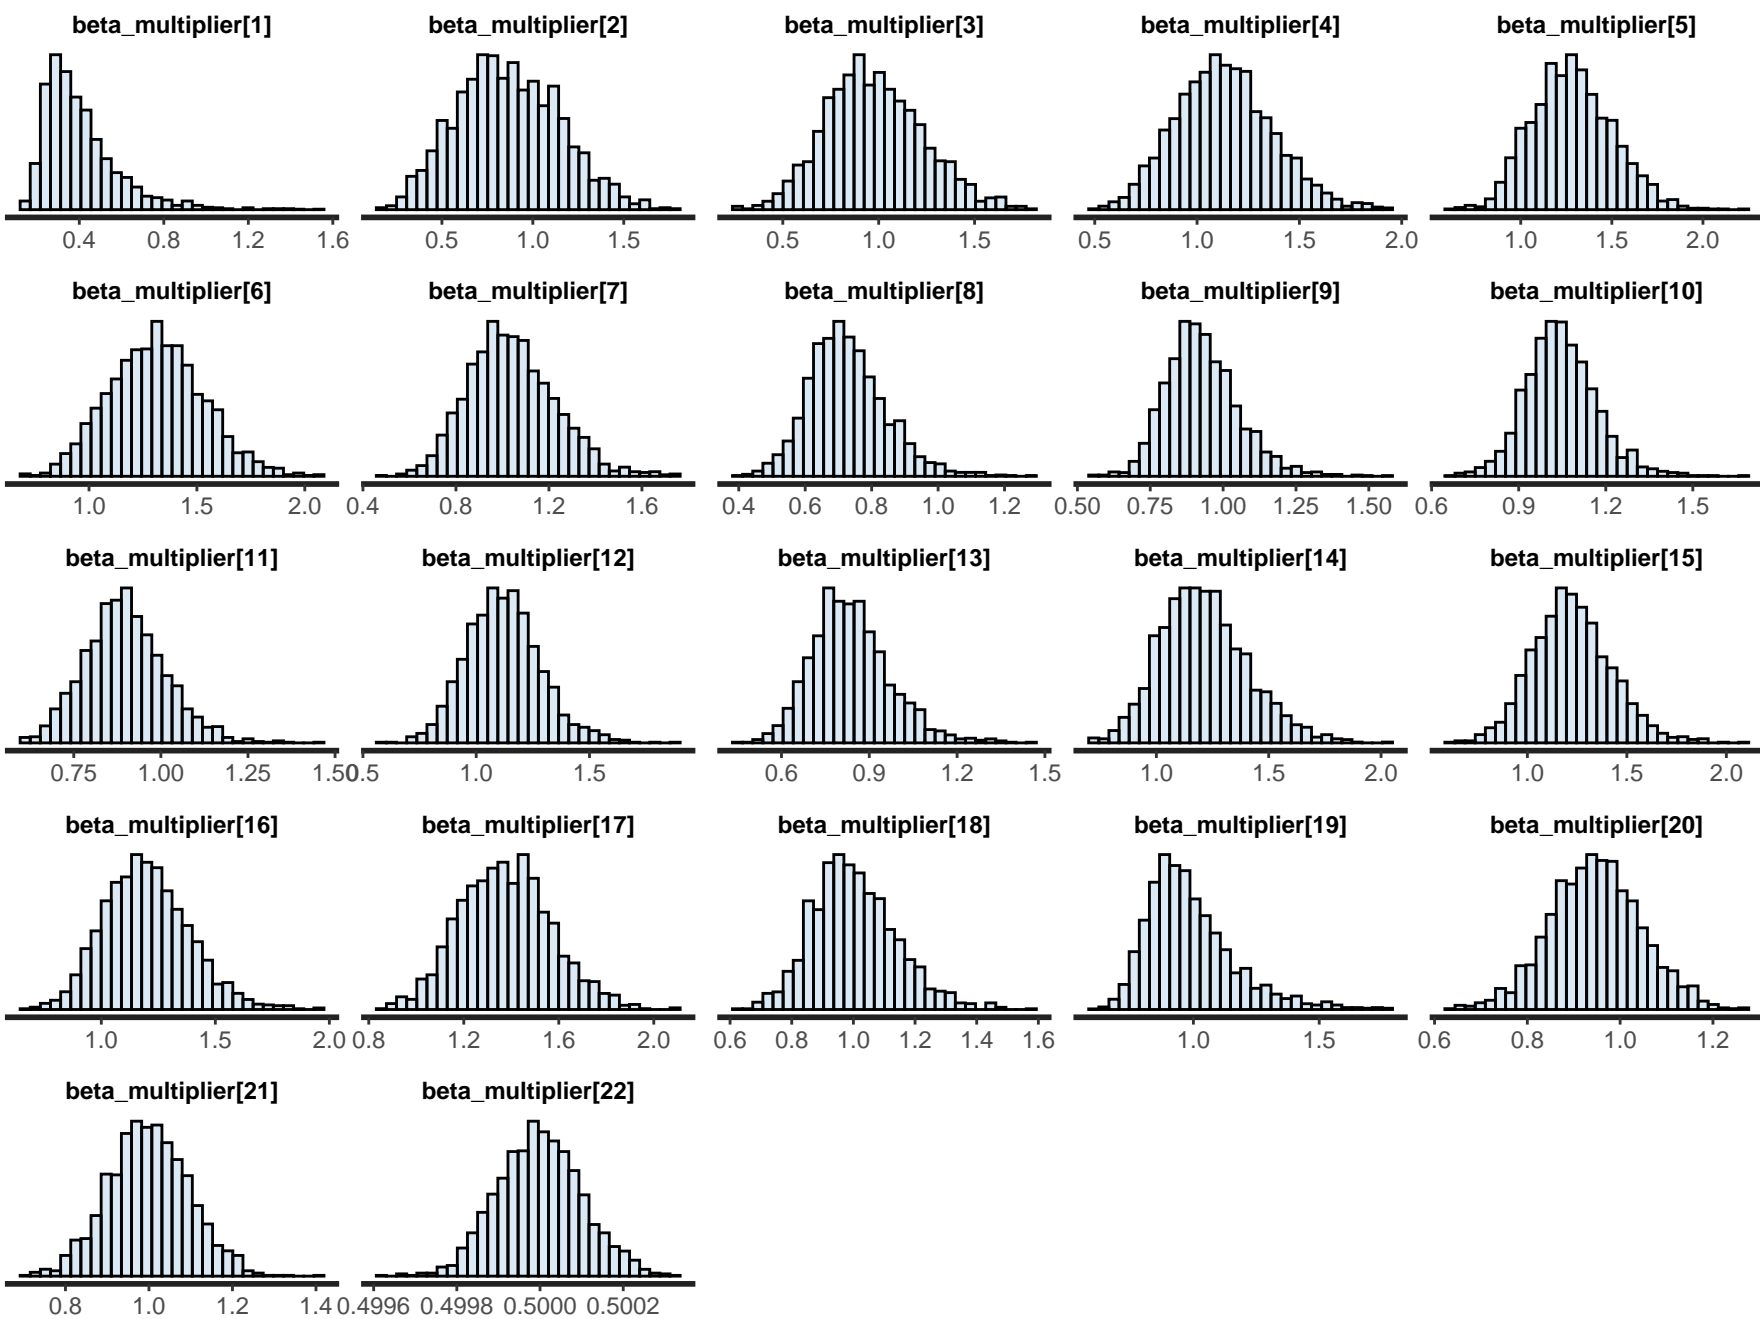 beta_multiplier[1] beta_multiplier[2] beta_multiplier[3] beta_multiplier[4] beta_multiplier[5]
0.4 0.8 1.2 1.6 0.5 1.0 1.5 0.5 1.0 1.5 0.5 1.0 1.5 2.0 1.0 1.5 2.0
beta_multiplier[6] beta_multiplier[7] beta_multiplier[8] beta_multiplier[9] beta_multiplier[10]
1.0 1.5 2.0 0.4 0.8 1.2 1.6 0.4 0.6 0.8 1.0 1.2 0.50 0.75 1.00 1.25 1.50 0.6 0.9 1.2 1.5
beta_multiplier[11] beta_multiplier[12] beta_multiplier[13] beta_multiplier[14] beta_multiplier[15]
0.75 1.00 1.25 1.50 0.5 1.0 1.5 0.6 0.9 1.2 1.5 1.0 1.5 2.0 1.0 1.5 2.0
beta_multiplier[16] beta_multiplier[17] beta_multiplier[18] beta_multiplier[19] beta_multiplier[20]
1.0 1.5 2.0 0.8 1.2 1.6 2.0 0.6 0.8 1.0 1.2 1.4 1.6 1.0 1.5 0.6 0.8 1.0 1.2
beta_multiplier[21] beta_multiplier[22]
0.8 1.0 1.2 1.4 0.4996 0.4998 0.5000 0.5002